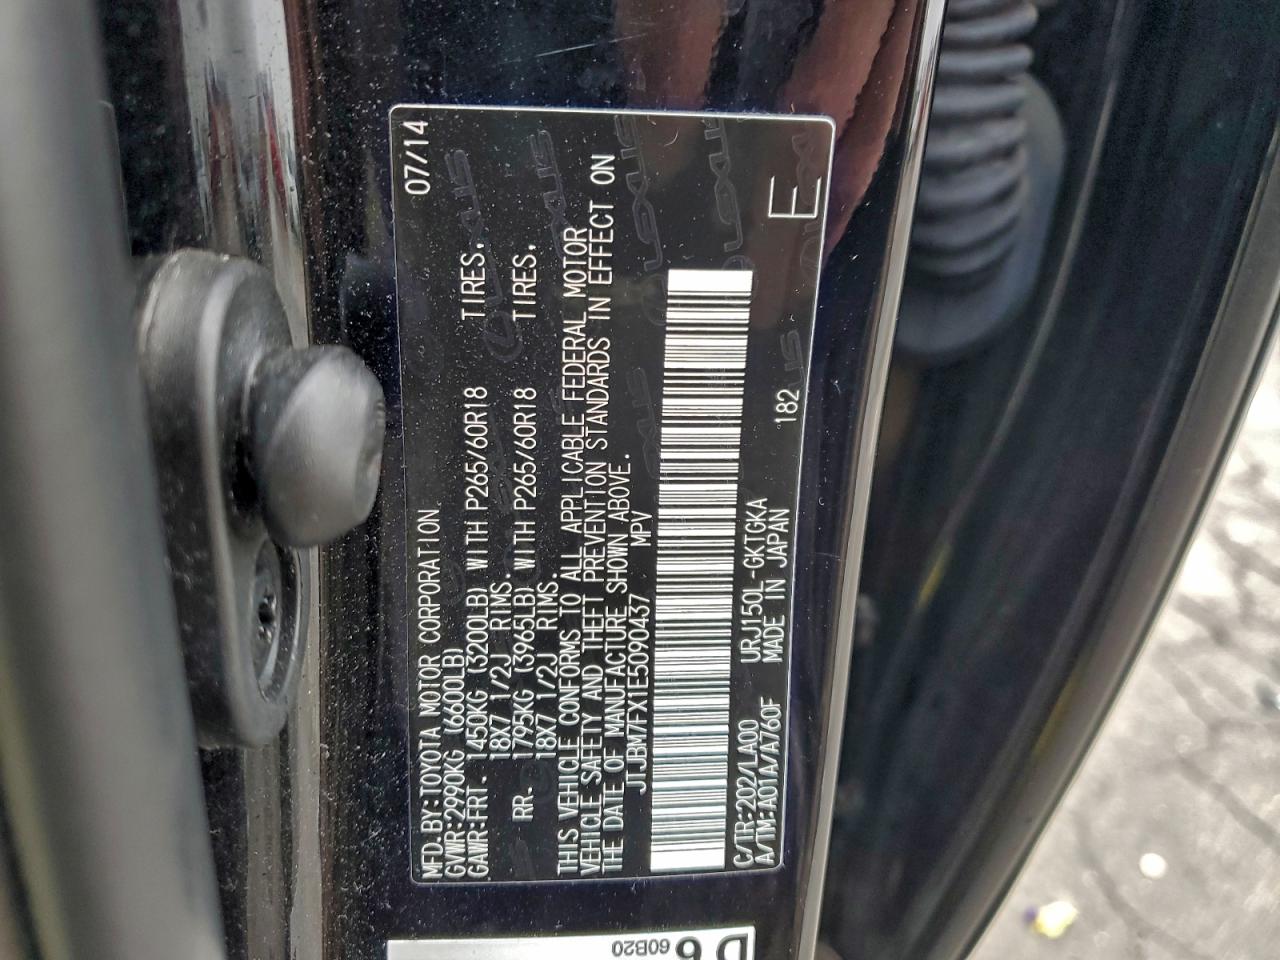 MFD.BY:TOYOTA MOTOR CORPORATION 07/14
GVWR:2990KG (6600LB)
GAWR:FRT. 1450KG (3200LB) WITH P265/60R18 TIRES.
18X7 1/2J RIMS.
RR. 1795KG (3965LB) WITH P265/60R18 TIRES.
18X7 1/2J RIMS.
THIS VEHICLE CONFORMS TO ALL APPLICABLE FEDERAL MOTOR
VEHICLE SAFETY AND THEFT PREVENTION STANDARDS IN EFFECT ON
THE DATE OF MANUFACTURE SHOWN ABOVE.
JTJBM7FX1E5090437 MPV
C/TR:202/LA00 URJ150L-GKTGKA 182 E
A/TM:A01A/A760F MADE IN JAPAN
LEXUS
D6
60B20